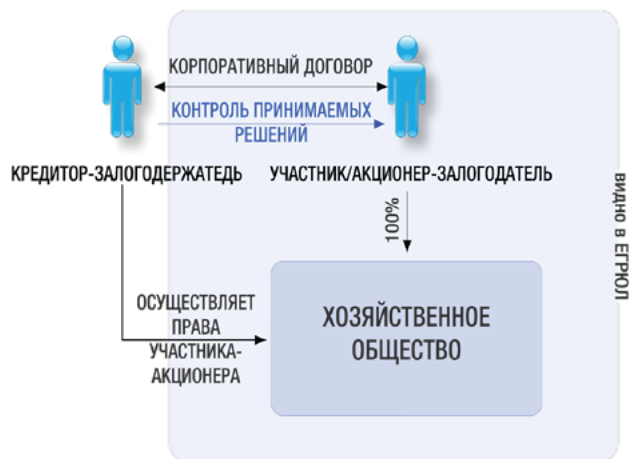 КОРПОРАТИВНЫЙ ДОГОВОР
КОНТРОЛЬ ПРИНИМАЕМЫХ
РЕШЕНИЙ
КРЕДИТОР-ЗАЛОГОДЕРЖАТЕДЬ
УЧАСТНИК/АКЦИОНЕР-ЗАЛОГОДАТЕЛЬ
100%
видно в ЕГРЮЛ
ОСУЩЕСТВЛЯЕТ
ПРАВА
УЧАСТНИКА-
АКЦИОНЕРА
ХОЗЯЙСТВЕННОЕ
ОБЩЕСТВО